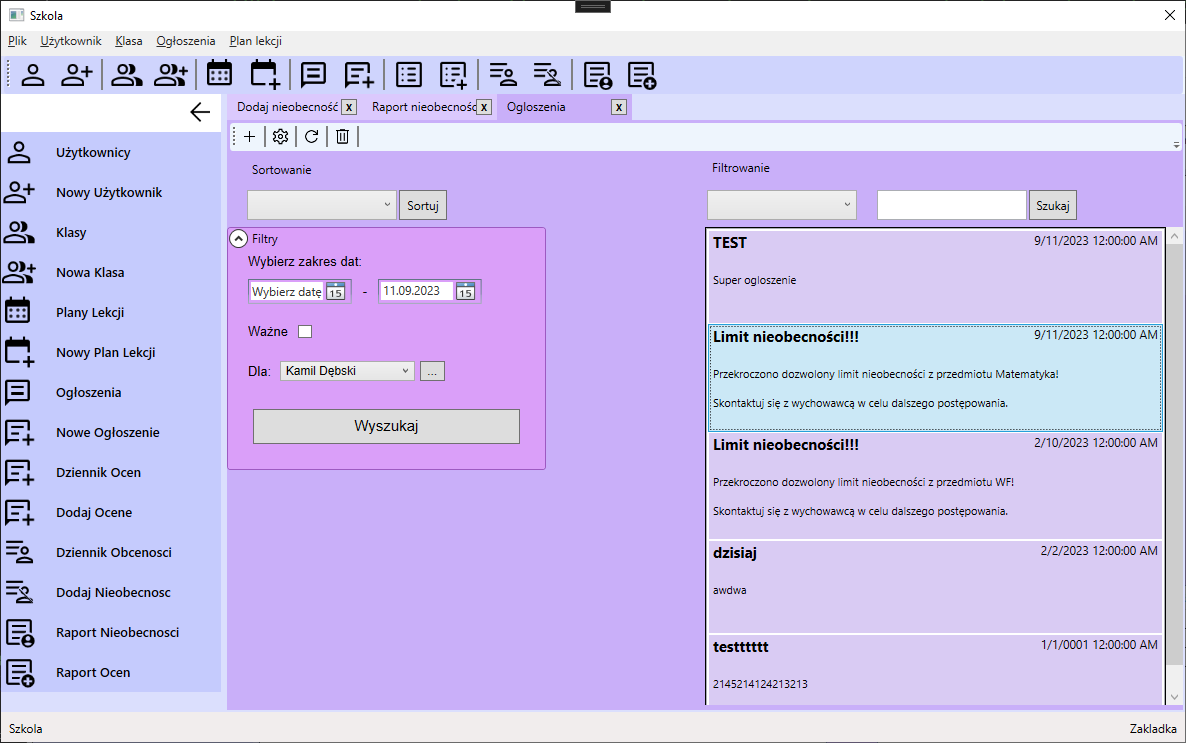 Szkola
Plik Użytkownik Klasa Ogłoszenia Plan lekcji
Dodaj nieobecność x Raport nieobecnośc x Ogloszenia x
Użytkownicy
Nowy Użytkownik
Klasy
Nowa Klasa
Plany Lekcji
Nowy Plan Lekcji
Ogłoszenia
Nowe Ogłoszenie
Dziennik Ocen
Dodaj Ocene
Dziennik Obcenosci
Dodaj Nieobecnosc
Raport Nieobecnosci
Raport Ocen
Sortowanie
Sortuj
Filtry
Wybierz zakres dat:
Wybierz datę 15 - 11.09.2023 15
Ważne
Dla: Kamil Dębski ...
Wyszukaj
Filtrowanie
Szukaj
TEST 9/11/2023 12:00:00 AM
Super ogloszenie
Limit nieobecności!!! 9/11/2023 12:00:00 AM
Przekroczono dozwolony limit nieobecności z przedmiotu Matematyka!
Skontaktuj się z wychowawcą w celu dalszego postępowania.
Limit nieobecności!!! 2/10/2023 12:00:00 AM
Przekroczono dozwolony limit nieobecności z przedmiotu WF!
Skontaktuj się z wychowawcą w celu dalszego postępowania.
dzisiaj 2/2/2023 12:00:00 AM
awdwa
testttttt 1/1/0001 12:00:00 AM
2145214124213213
Szkola Zakladka